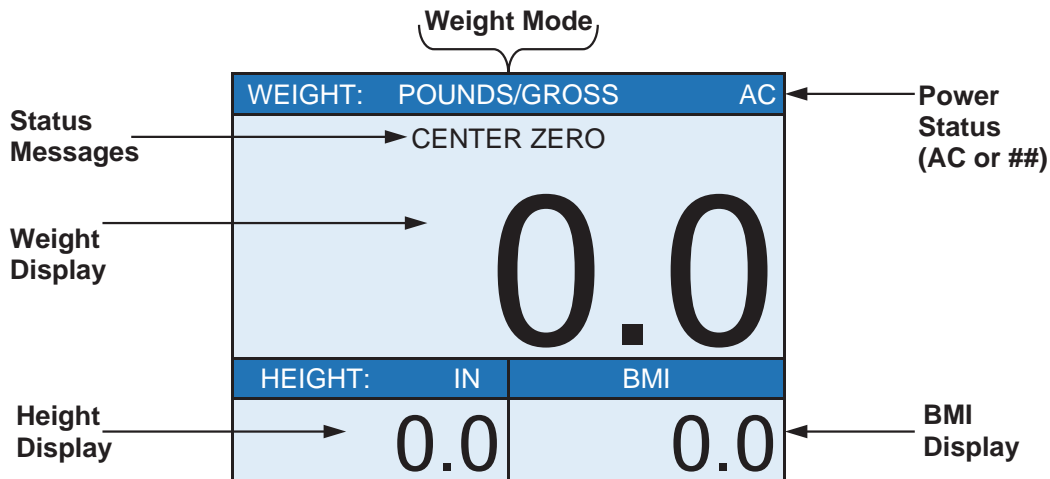 Weight Mode
WEIGHT: POUNDS/GROSS AC
Power
Status
(AC or ##)
Status
Messages
CENTER ZERO
Weight
Display
0.0
HEIGHT: IN BMI
Height
Display
0.0 0.0
BMI
Display